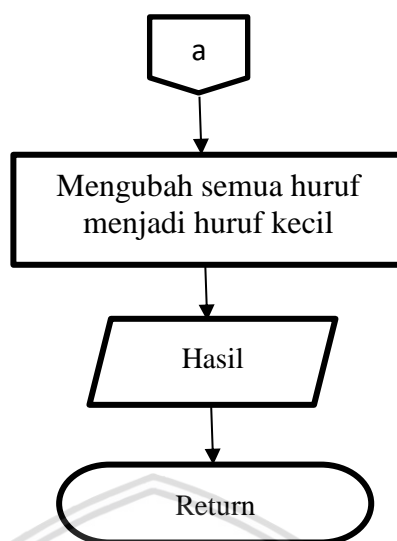 a
Mengubah semua huruf
menjadi huruf kecil
Hasil
Return